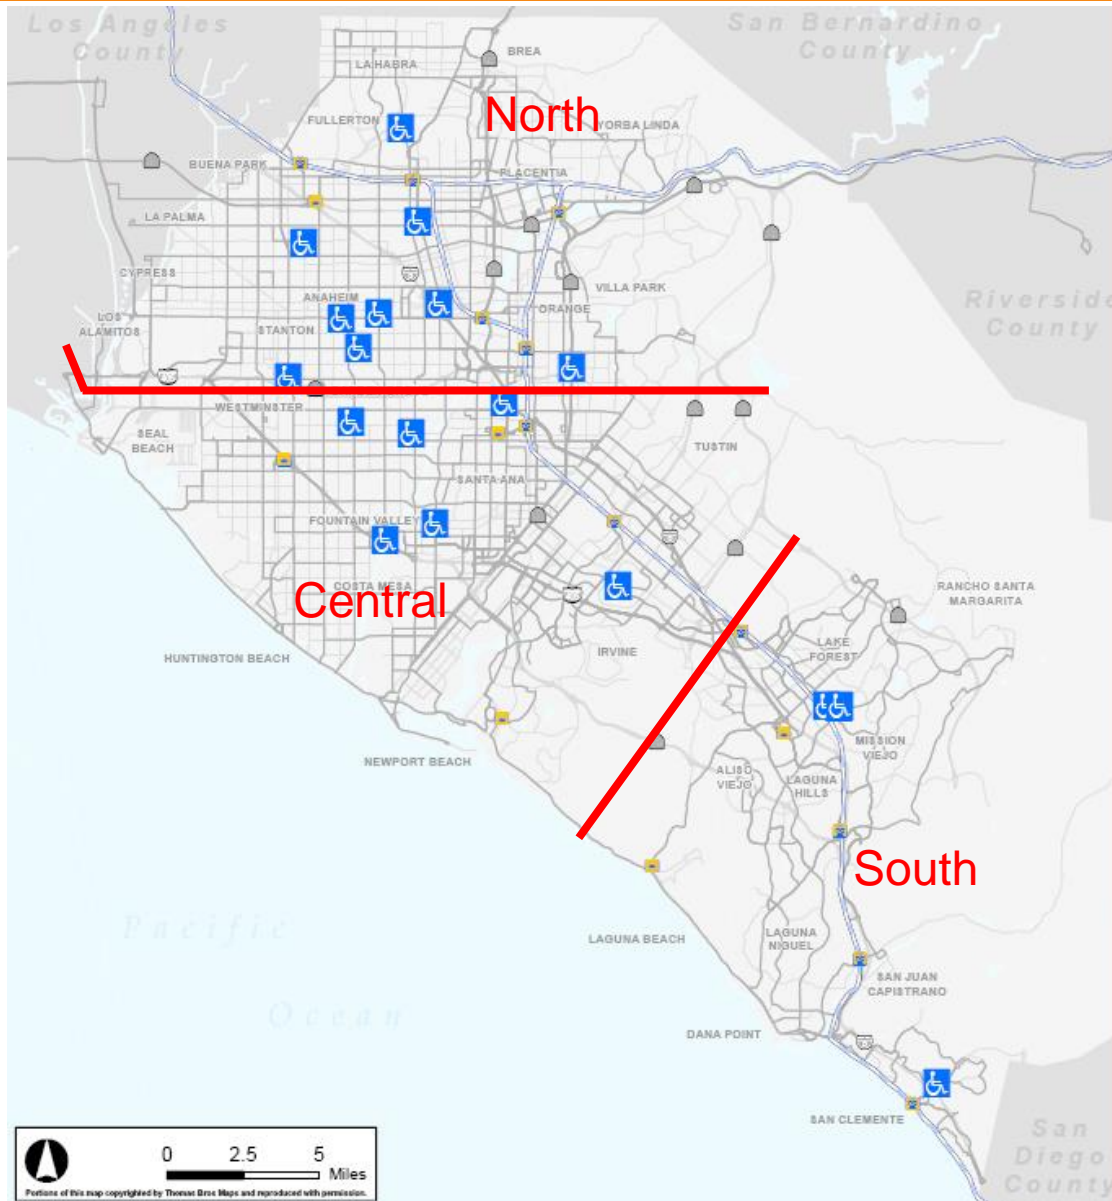 Los Angeles
County
San Bernardino
County
BREA
LA HABRA
North
FULLERTON
YORBA LINDA
BUENA PARK
PLACENTIA
LA PALMA
CYPRESS
VILLA PARK
ANAHEIM
ORANGE
Riverside
County
LOS
ALAMITOS
STANTON
WESTMINSTER
SEAL
BEACH
TUSTIN
SANTA ANA
FOUNTAIN VALLEY
COSTA MESA
Central
RANCHO SANTA
MARGARITA
LAKE
FOREST
IRVINE
HUNTINGTON BEACH
MISSION
VIEJO
NEWPORT BEACH
ALISO
VIEJO
LAGUNA
HILLS
South
Pacific
Ocean
LAGUNA BEACH
LAGUNA
NIGUEL
SAN JUAN
CAPISTRANO
DANA POINT
SAN CLEMENTE
San
Diego
County
0 2.5 5
Miles
Portions of this map copyrighted by Thomas Bros Maps and reproduced with permission.